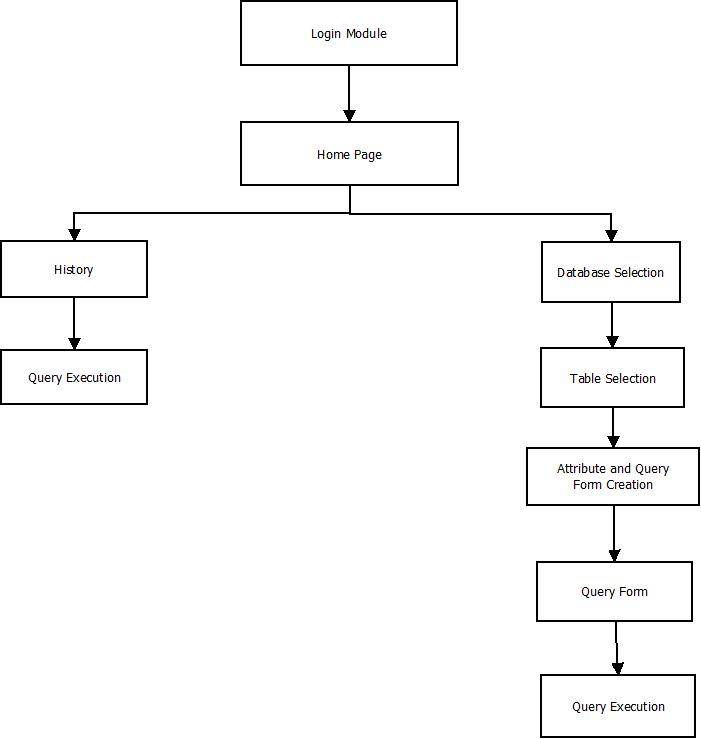 Login Module
Home Page
History
Database Selection
Query Execution
Table Selection
Attribute and Query
Form Creation
Query Form
Query Execution